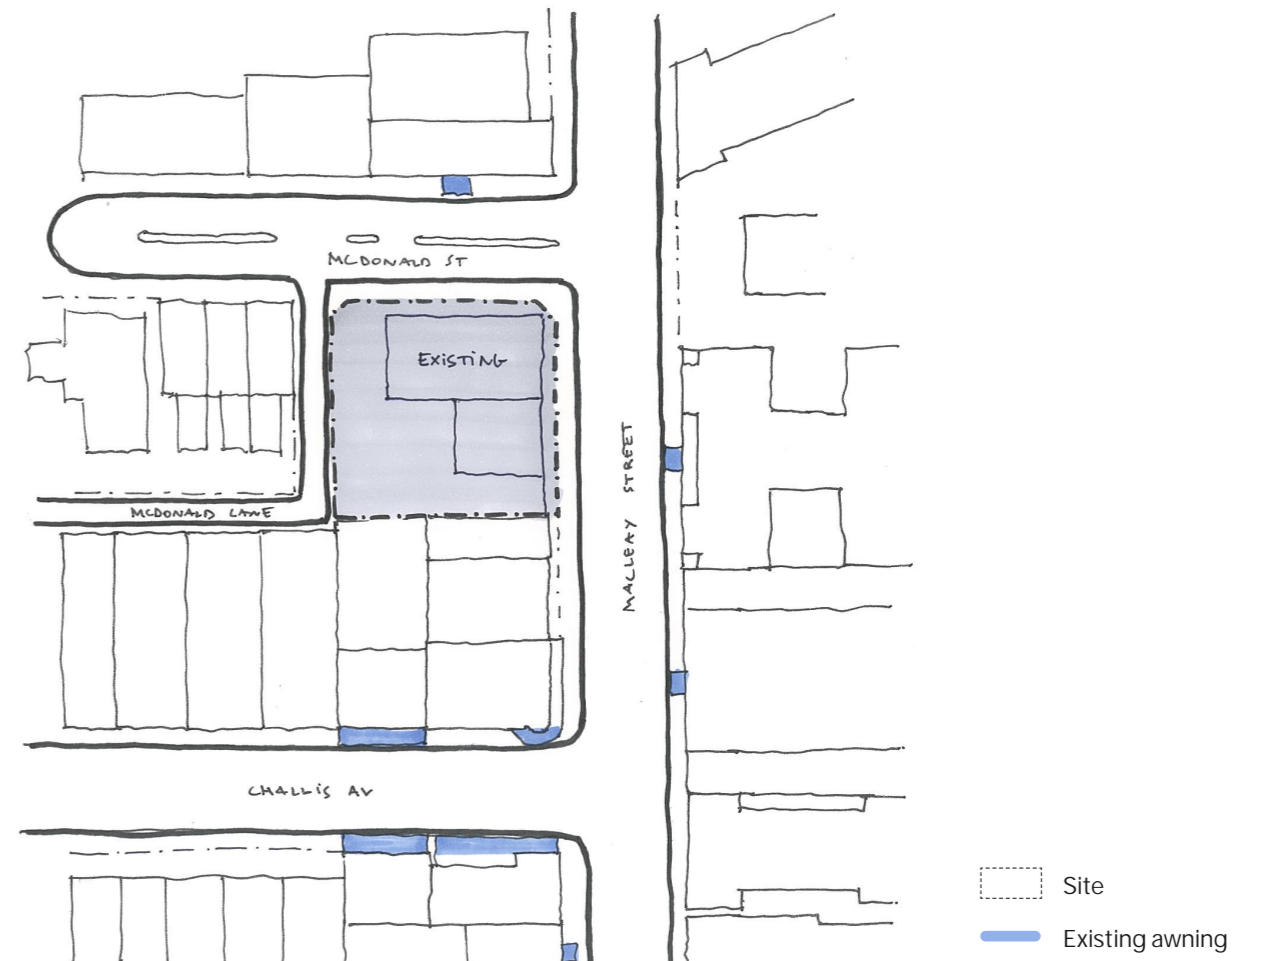 MCDONALD ST
EXISTING
MACLEAY STREET
MCDONALD LANE
CHALLIS AV
Site
Existing awning